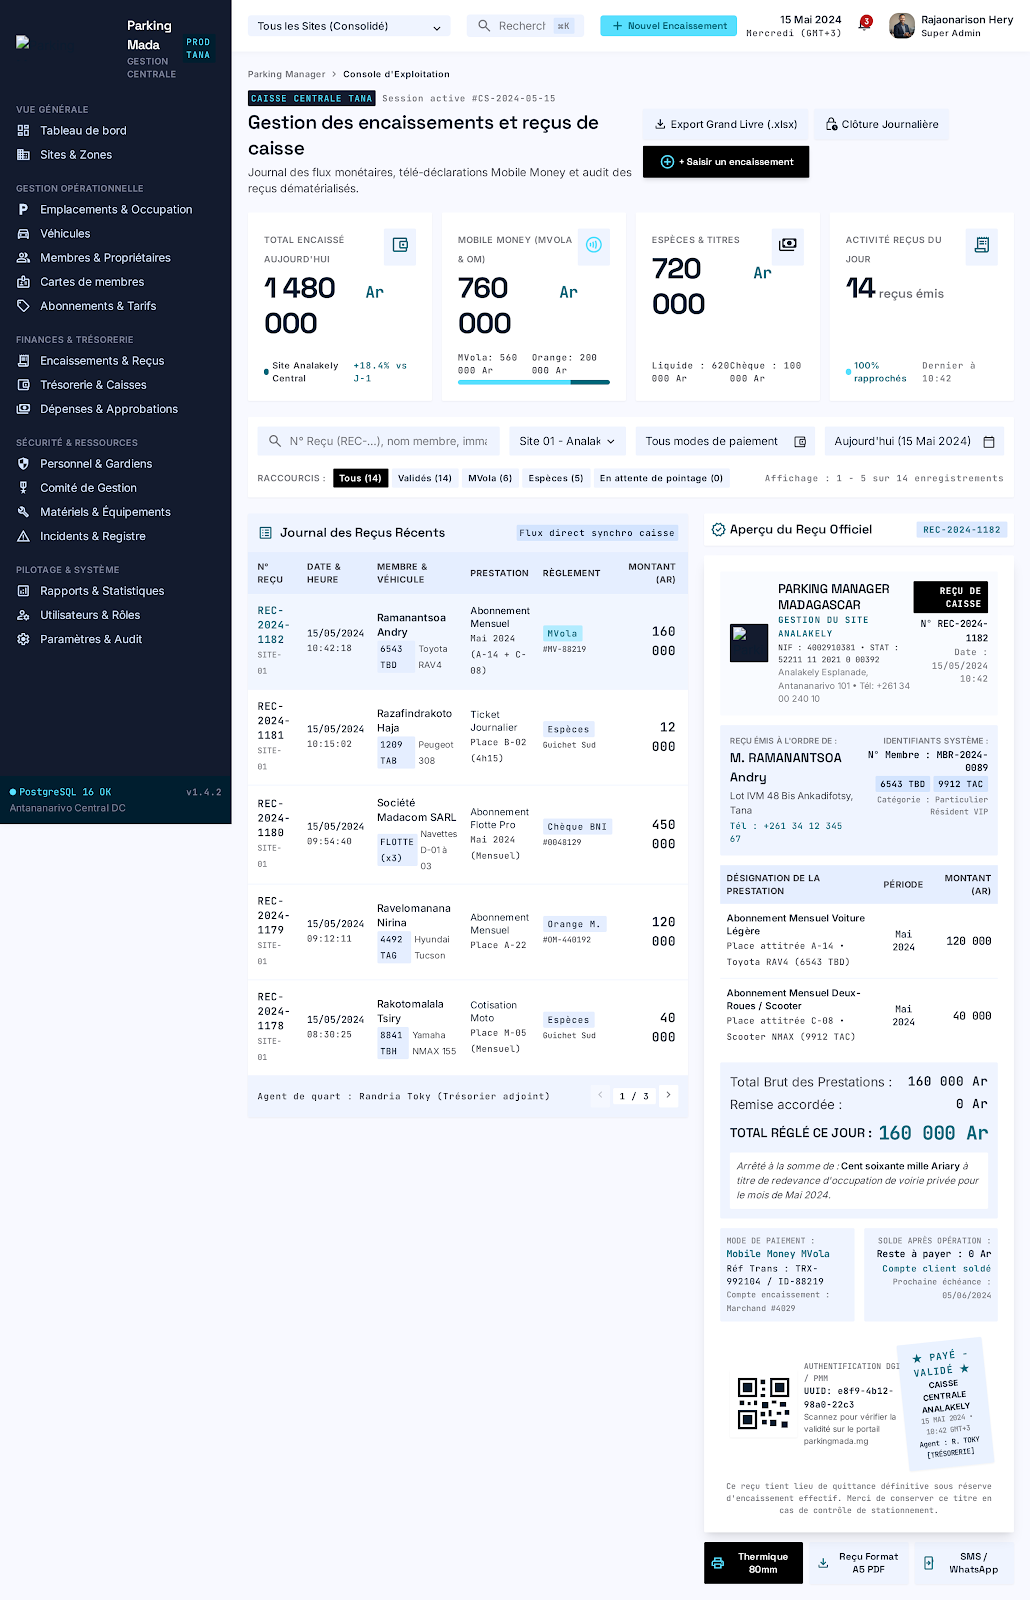 Parking
Mada
GESTION
CENTRALE
PROD
TANA
VUE GÉNÉRALE
Tableau de bord
Sites & Zones
GESTION OPÉRATIONNELLE
Emplacements & Occupation
Véhicules
Membres & Propriétaires
Cartes de membres
Abonnements & Tarifs
FINANCES & TRÉSORERIE
Encaissements & Reçus
Trésorerie & Caisses
Dépenses & Approbations
SÉCURITÉ & RESSOURCES
Personnel & Gardiens
Comité de Gestion
Matériels & Équipements
Incidents & Registre
PILOTAGE & SYSTÈME
Rapports & Statistiques
Utilisateurs & Rôles
Paramètres & Audit
PostgreSQL 16 OK v1.4.2
Antananarivo Central DC
Tous les Sites (Consolidé)
Recherch ⌘K
Nouvel Encaissement
15 Mai 2024
Mercredi (GMT+3)
3
Rajaonarison Hery
Super Admin
Parking Manager > Console d'Exploitation
CAISSE CENTRALE TANA Session active #CS-2024-05-15
Gestion des encaissements et reçus de
caisse
Journal des flux monétaires, télé-déclarations Mobile Money et audit des
reçus dématérialisés.
Export Grand Livre (.xlsx)
Clôture Journalière
+ Saisir un encaissement
TOTAL ENCAISSÉ
AUJOURD'HUI
1 480
000
Ar
Site Analakely
Central
+18.4% vs
J-1
MOBILE MONEY (MVOLA
& OM)
760
000
Ar
MVola: 560
000 Ar
Orange: 200
000 Ar
ESPÈCES & TITRES
720
000
Ar
Liquide : 620
000 Ar
Chèque : 100
000 Ar
ACTIVITÉ REÇUS DU
JOUR
14 reçus émis
100%
rapprochés
Dernier à
10:42
N° Reçu (REC-...), nom membre, imma
Site 01 - Analak
Tous modes de paiement
Aujourd'hui (15 Mai 2024)
RACCOURCIS : Tous (14) Validés (14) MVola (6) Espèces (5) En attente de pointage (0)
Affichage : 1 - 5 sur 14 enregistrements
Journal des Reçus Récents
Flux direct synchro caisse
N°
REÇU
DATE &
HEURE
MEMBRE &
VÉHICULE
PRESTATION
RÈGLEMENT
MONTANT
(AR)
REC-
2024-
1182
SITE-
01
15/05/2024
10:42:18
Ramanantsoa
Andry
6543
TBD
Toyota
RAV4
Abonnement
Mensuel
Mai 2024
(A-14 + C-
08)
MVola
#MV-88219
160
000
REC-
2024-
1181
SITE-
01
15/05/2024
10:15:02
Razafindrakoto
Haja
1209
TAB
Peugeot
308
Ticket
Journalier
Place B-02
(4h15)
Espèces
Guichet Sud
12
000
REC-
2024-
1180
SITE-
01
15/05/2024
09:54:40
Société
Madacom SARL
FLOTTE
(x3)
Navettes
D-01 à
03
Abonnement
Flotte Pro
Mai 2024
(Mensuel)
Chèque BNI
#0048129
450
000
REC-
2024-
1179
SITE-
01
15/05/2024
09:12:11
Ravelomanana
Nirina
4492
TAG
Hyundai
Tucson
Abonnement
Mensuel
Place A-22
Orange M.
#OM-440192
120
000
REC-
2024-
1178
SITE-
01
15/05/2024
08:30:25
Rakotomalala
Tsiry
8841
TBH
Yamaha
NMAX 155
Cotisation
Moto
Place M-05
(Mensuel)
Espèces
Guichet Sud
40
000
Agent de quart : Randria Toky (Trésorier adjoint)
1 / 3
Aperçu du Reçu Officiel
REC-2024-1182
PARKING MANAGER
MADAGASCAR
GESTION DU SITE
ANALAKELY
NIF : 4002910381 • STAT :
52211 11 2021 0 00392
Analakely Esplanade,
Antananarivo 101 • Tél: +261 34
00 240 10
REÇU DE
CAISSE
N° REC-2024-
1182
Date :
15/05/2024
10:42
REÇU ÉMIS À L'ORDRE DE :
M. RAMANANTSOA
Andry
Lot IVM 48 Bis Ankadifotsy,
Tana
Tél : +261 34 12 345
67
IDENTIFIANTS SYSTÈME :
N° Membre : MBR-2024-
0089
6543 TBD 9912 TAC
Catégorie : Particulier
Résident VIP
DÉSIGNATION DE LA
PRESTATION
PÉRIODE
MONTANT
(AR)
Abonnement Mensuel Voiture
Légère
Place attitrée A-14 •
Toyota RAV4 (6543 TBD)
Mai
2024
120 000
Abonnement Mensuel Deux-
Roues / Scooter
Place attitrée C-08 •
Scooter NMAX (9912 TAC)
Mai
2024
40 000
Total Brut des Prestations : 160 000 Ar
Remise accordée : 0 Ar
TOTAL RÉGLÉ CE JOUR : 160 000 Ar
Arrêté à la somme de : Cent soixante mille Ariary à
titre de redevance d'occupation de voirie privée pour
le mois de Mai 2024.
MODE DE PAIEMENT :
Mobile Money MVola
Réf Trans : TRX-
992104 / ID-88219
Compte encaissement :
Marchand #4029
SOLDE APRÈS OPÉRATION :
Reste à payer : 0 Ar
Compte client soldé
Prochaine échéance :
05/06/2024
AUTHENTIFICATION DGI
/ PMM
UUID: e8f9-4b12-
98a0-22c3
Scannez pour vérifier la
validité sur le portail
parkingmada.mg
★ PAYÉ -
VALIDÉ ★
CAISSE
CENTRALE
ANALAKELY
15 MAI 2024 •
10:42 GMT+3
Agent : R. TOKY
[TRÉSORERIE]
Ce reçu tient lieu de quittance définitive sous réserve
d'encaissement effectif. Merci de conserver ce titre en
cas de contrôle de stationnement.
Thermique
80mm
Reçu Format
A5 PDF
SMS /
WhatsApp